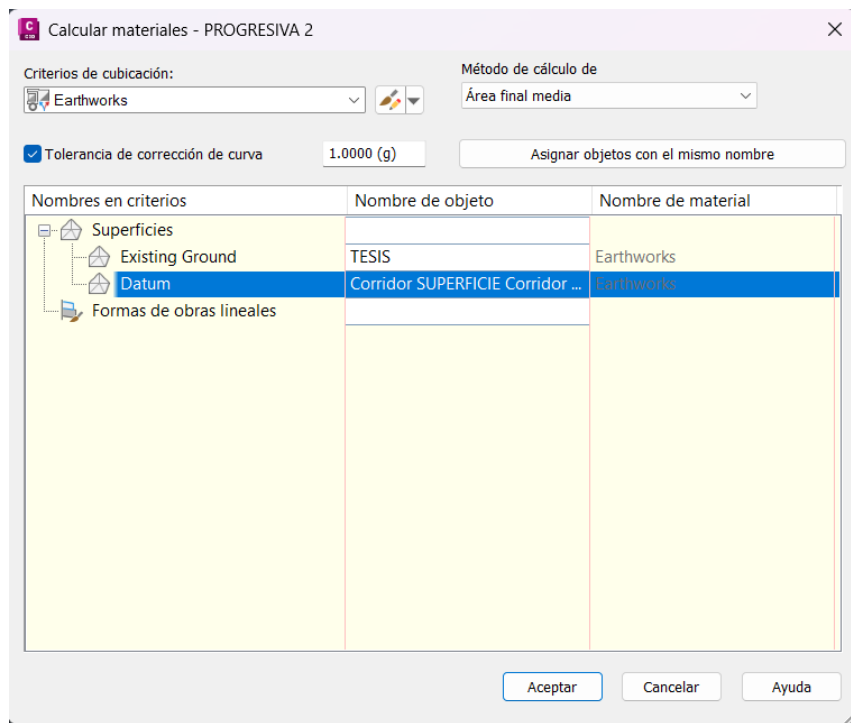 Calcular materiales - PROGRESIVA 2
Criterios de cubicación:
Método de cálculo de
Earthworks
Área final media
Tolerancia de corrección de curva
1.0000 (g)
Asignar objetos con el mismo nombre
Nombres en criterios
Nombre de objeto
Nombre de material
Superficies
Existing Ground
TESIS
Earthworks
Datum
Corridor SUPERFICIE Corridor ...
Earthworks
Formas de obras lineales
Aceptar
Cancelar
Ayuda